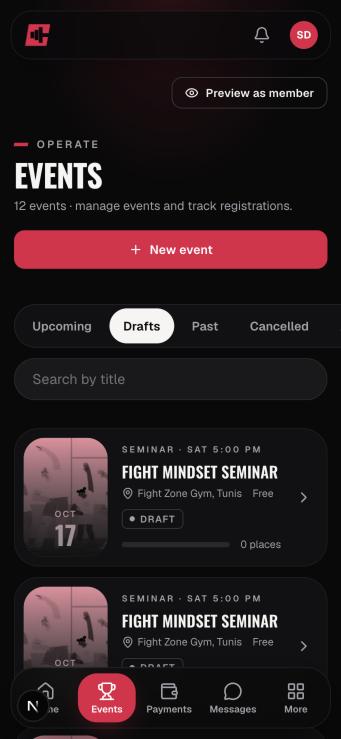 SD
Preview as member
OPERATE
EVENTS
12 events · manage events and track registrations.
+ New event
Upcoming Drafts Past Cancelled
Search by title
SEMINAR · SAT 5:00 PM
FIGHT MINDSET SEMINAR
Fight Zone Gym, Tunis Free
DRAFT
OCT
17
0 places
SEMINAR · SAT 5:00 PM
FIGHT MINDSET SEMINAR
Fight Zone Gym, Tunis Free
DRAFT
OCT
N
Events Payments Messages More